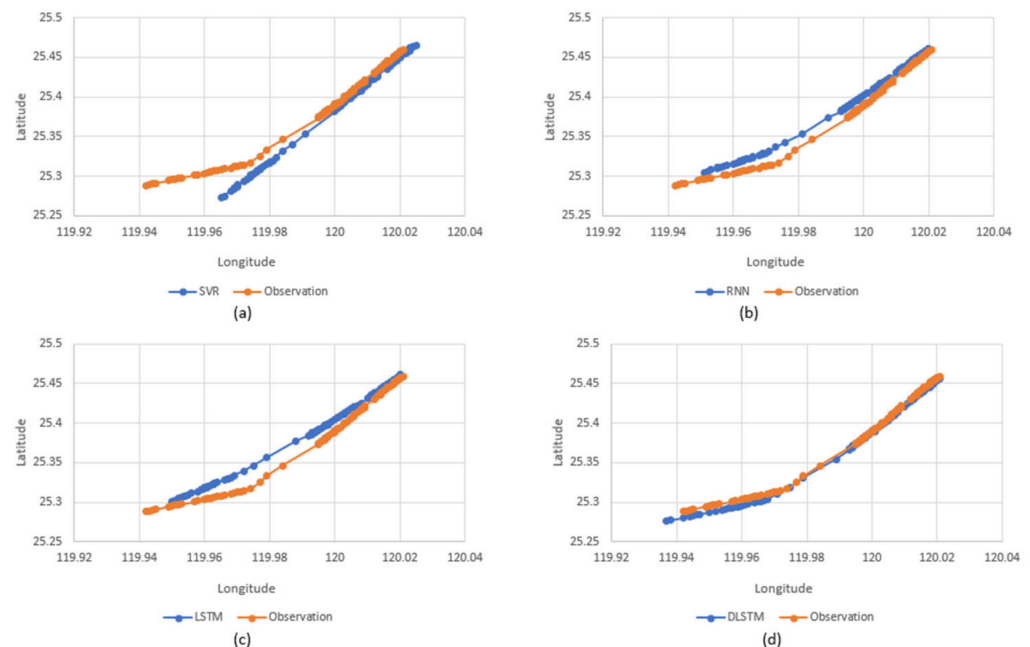 25.5
25.45
25.4
25.35
25.3
25.25
Latitude
119.92 119.94 119.96 119.98 120 120.02 120.04
Longitude
SVR Observation
(a)
25.5
25.45
25.4
25.35
25.3
25.25
Latitude
119.92 119.94 119.96 119.98 120 120.02 120.04
Longitude
RNN Observation
(b)
25.5
25.45
25.4
25.35
25.3
25.25
Latitude
119.92 119.94 119.96 119.98 120 120.02 120.04
Longitude
LSTM Observation
(c)
25.5
25.45
25.4
25.35
25.3
25.25
Latitude
119.92 119.94 119.96 119.98 120 120.02 120.04
Longitude
DLSTM Observation
(d)